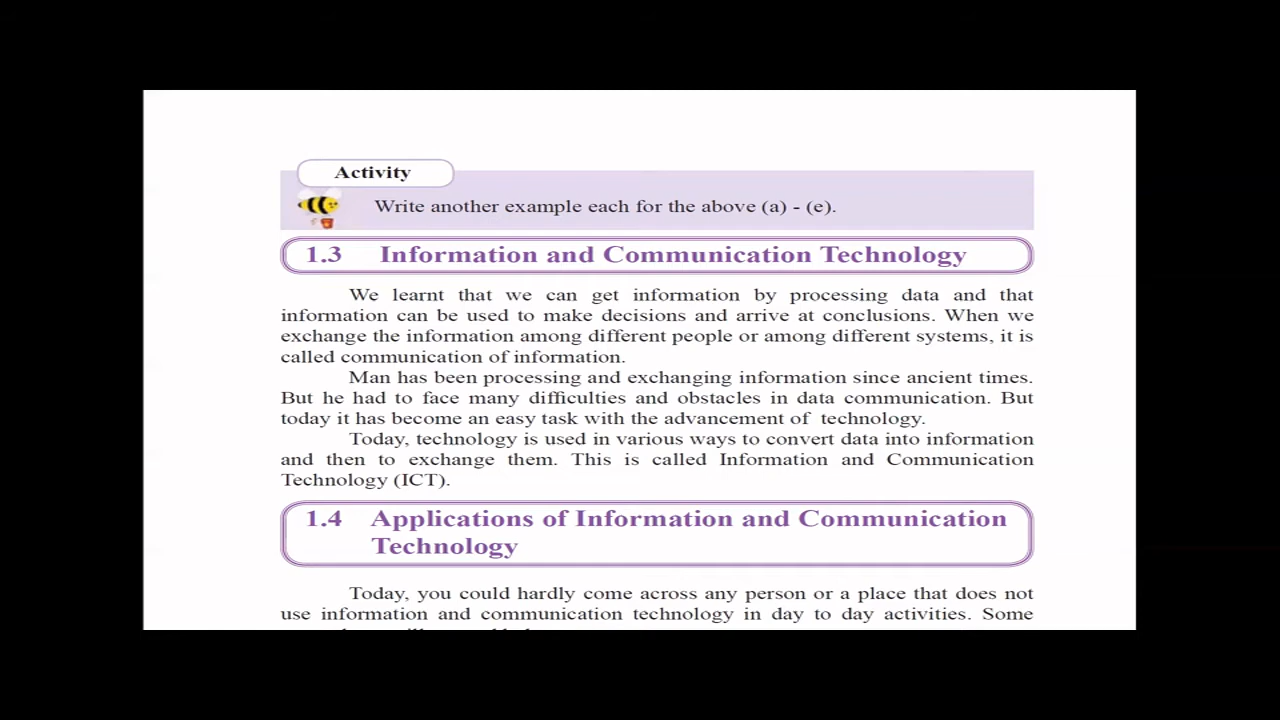 Activity
Write another example each for the above (a) - (e).
1.3 Information and Communication Technology
We learnt that we can get information by processing data and that
information can be used to make decisions and arrive at conclusions. When we
exchange the information among different people or among different systems, it is
called communication of information.
Man has been processing and exchanging information since ancient times.
But he had to face many difficulties and obstacles in data communication. But
today it has become an easy task with the advancement of technology.
Today, technology is used in various ways to convert data into information
and then to exchange them. This is called Information and Communication
Technology (ICT).
1.4 Applications of Information and Communication
Technology
Today, you could hardly come across any person or a place that does not
use information and communication technology in day to day activities. Some